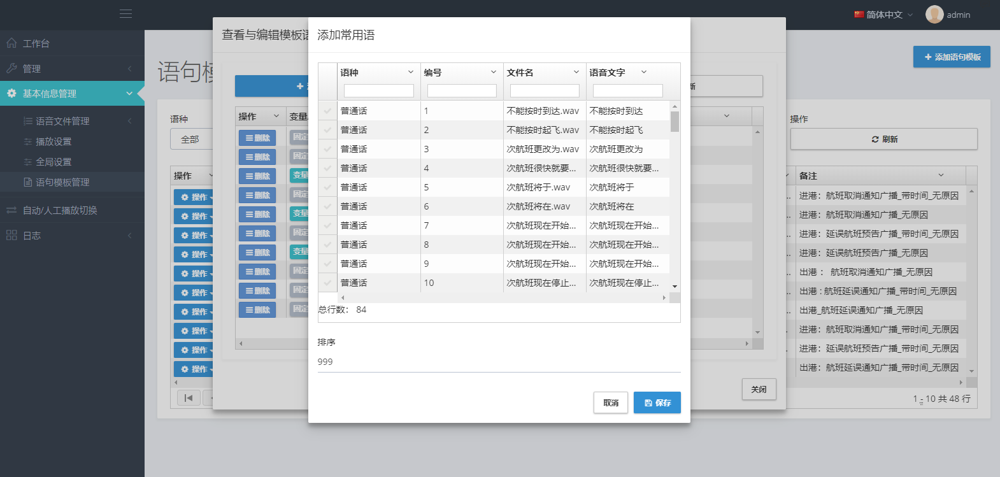 简体中文
admin
工作台
管理
基本信息管理
语音文件管理
播放设置
全局设置
语句模板管理
自动/人工播放切换
日志
添加语句模板
语种
全部
操作
操作
操作
操作
操作
操作
操作
操作
操作
操作
操作
操作
刷新
备注
进港：航班取消通知广播_带时间_无原因
进港：航班取消通知广播_无原因
进港：延误航班预告广播_带时间_无原因
进港：延误航班预告广播_无原因
出港 ：航班取消通知广播_无原因
出港 : 航班延误通知广播_带时间_无原因
出港_航班延误通知广播_无原因
进港：航班取消通知广播_带时间_无原因
进港：延误航班预告广播_带时间_无原因
出港：航班延误通知广播_带时间_无原因
1 - 10 共 48 行
查看与编辑模板
操作
删除
删除
删除
删除
删除
删除
删除
删除
删除
删除
变量
固定
固定
变量
固定
变量
固定
变量
固定
固定
固定
关闭
添加常用语
语种 编号 文件名 语音文字
普通话 1 不能按时到达.wav 不能按时到达
普通话 2 不能按时起飞.wav 不能按时起飞
普通话 3 次航班更改为.wav 次航班更改为
普通话 4 次航班很快就要... 次航班很快就要...
普通话 5 次航班将于.wav 次航班将于
普通话 6 次航班将在.wav 次航班将在
普通话 7 次航班现在开始... 次航班现在开始...
普通话 8 次航班现在开始... 次航班现在开始...
普通话 9 次航班现在开始... 次航班现在开始...
普通话 10 次航班现在停止... 次航班现在停止...
总行数： 84
排序
999
取消
保存